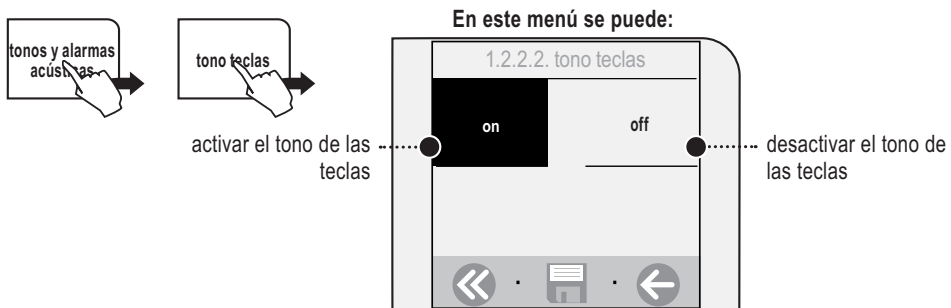 En este menú se puede:
tonos y alarmas
acústicas
tono teclas
1.2.2.2. tono teclas
on
off
activar el tono de las
teclas
desactivar el tono de
las teclas